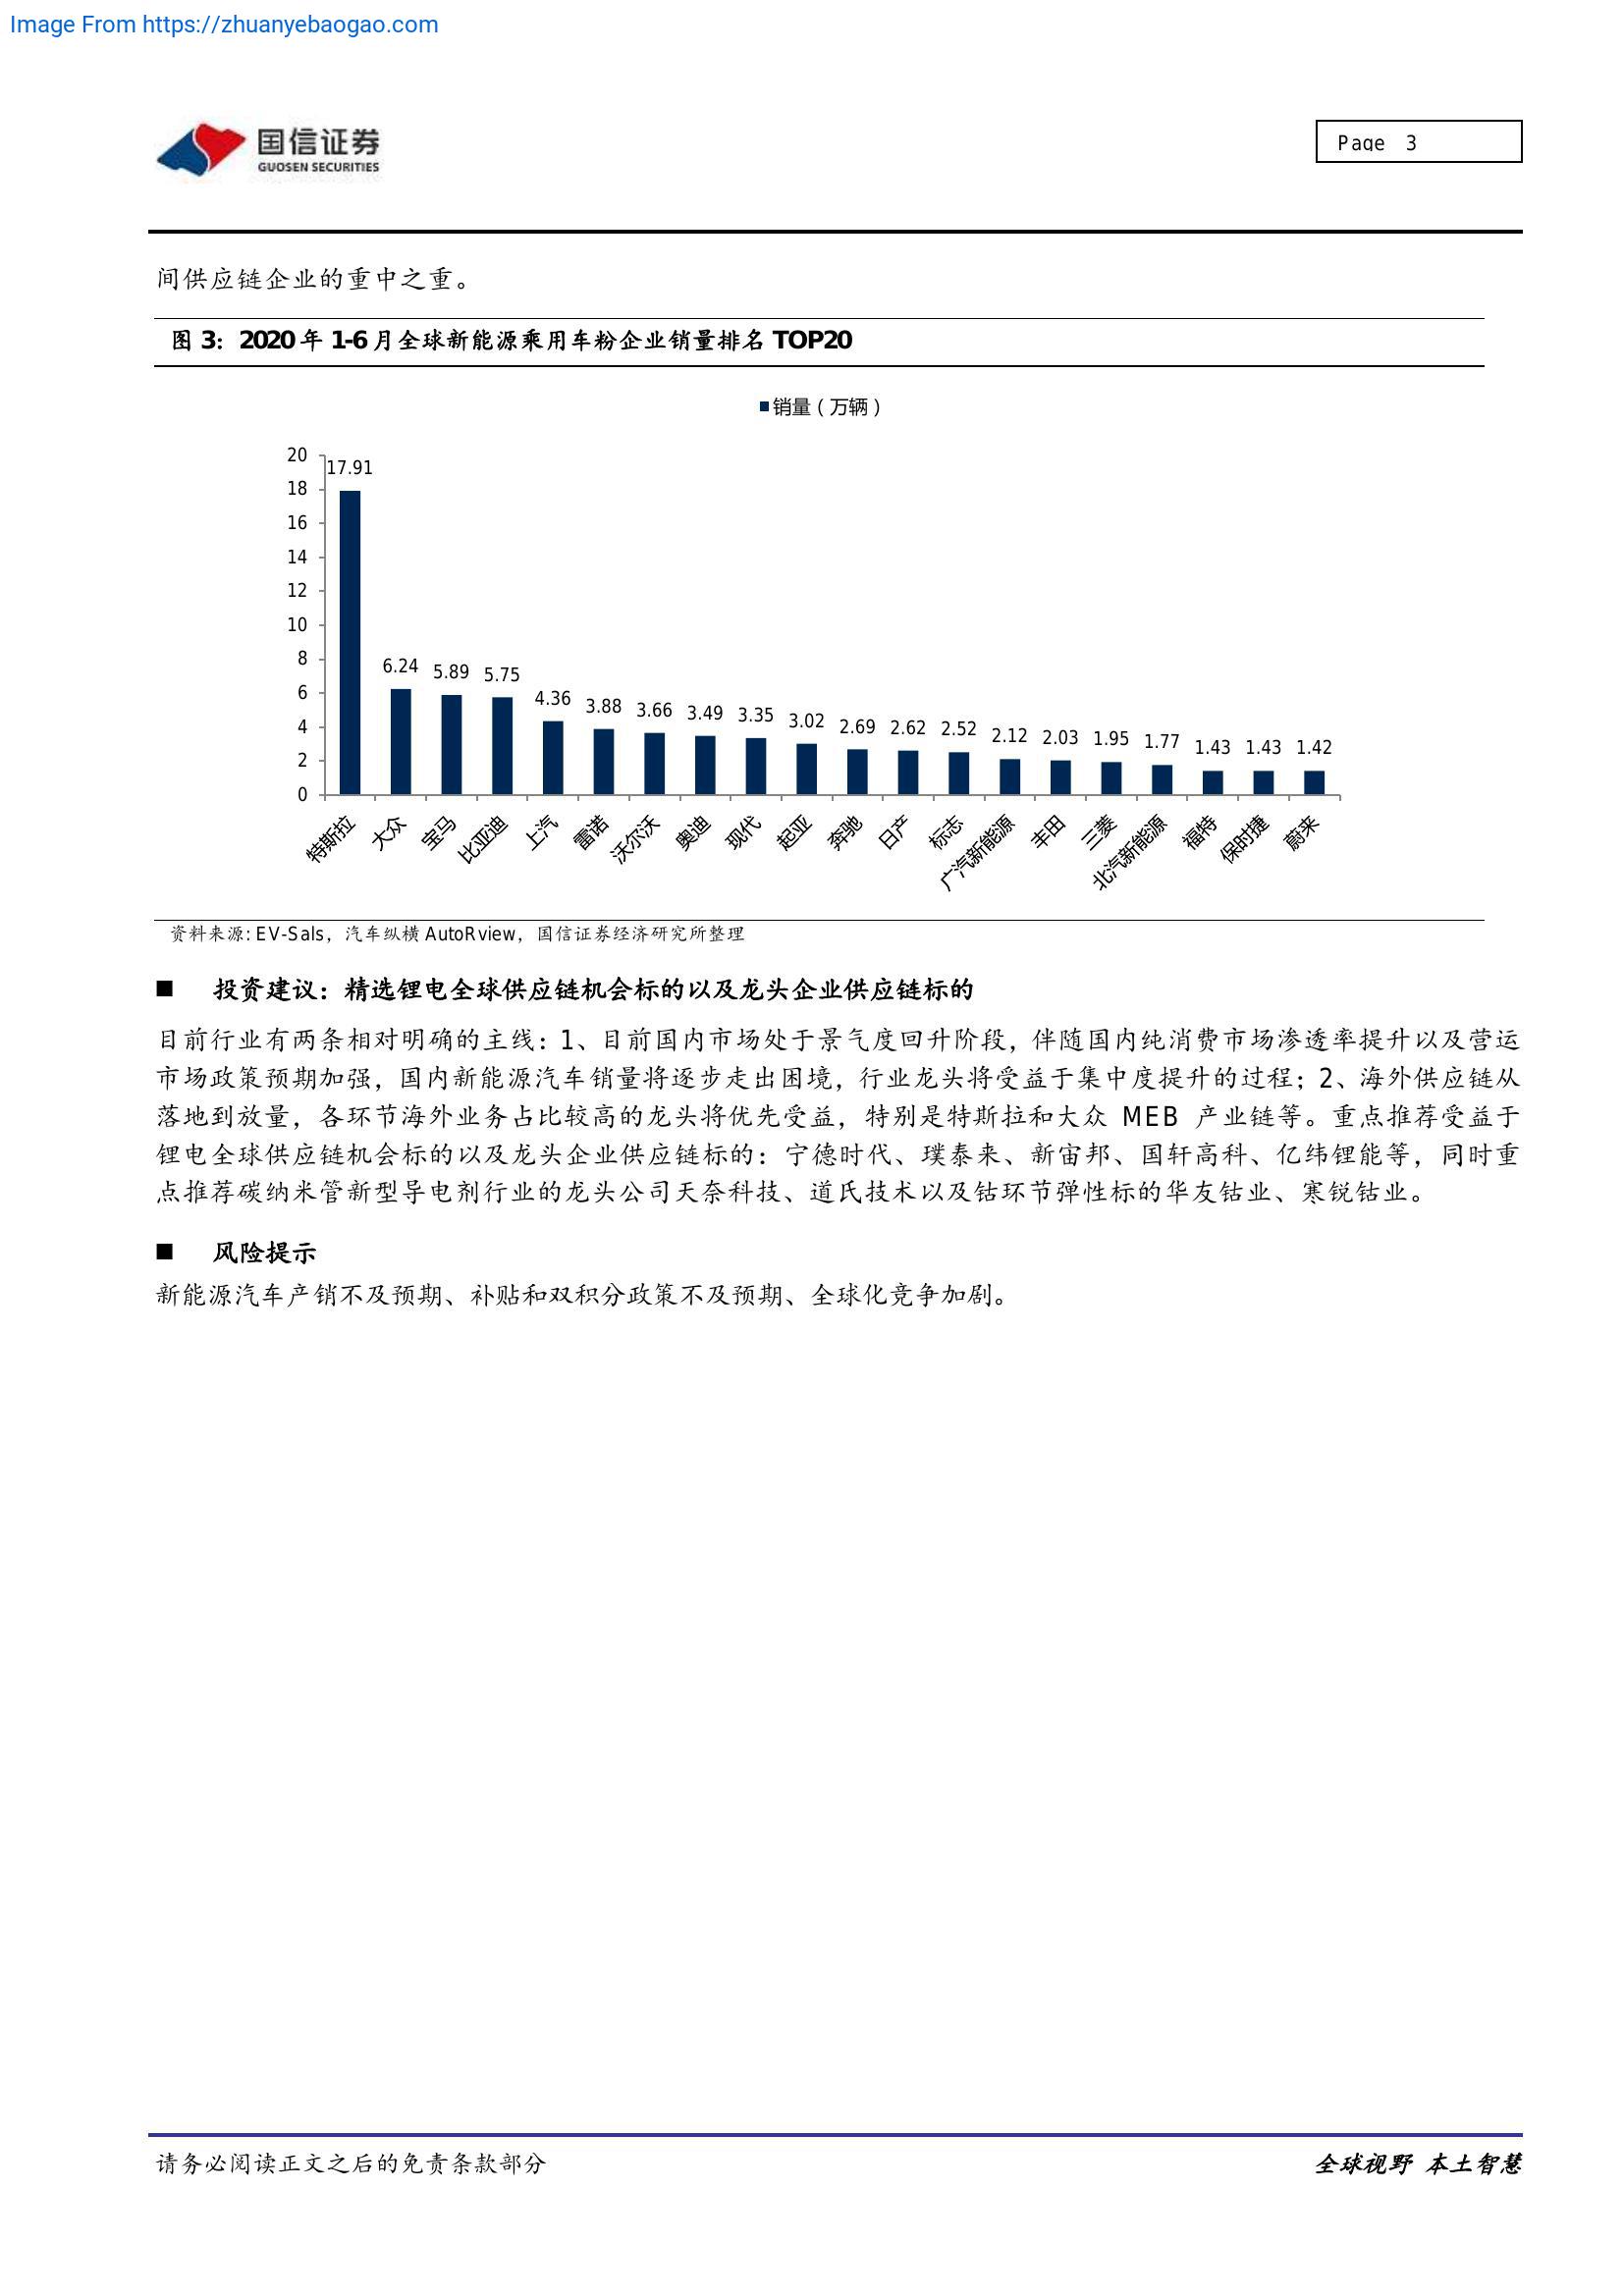 Image From https://zhuanyebaogao.com
国信证券
GUOSEN SECURITIES
Page 3
间供应链企业的重中之重。
图 3：2020 年 1-6 月全球新能源乘用车粉企业销量排名 TOP20
销量（万辆）
20
18
16
14
12
10
8
6
4
2
0
17.91
6.24
5.89
5.75
4.36
3.88
3.66
3.49
3.35
3.02
2.69
2.62
2.52
2.12
2.03
1.95
1.77
1.43
1.43
1.42
特斯拉
大众
宝马
比亚迪
上汽
雷诺
沃尔沃
奥迪
现代
起亚
奔驰
日产
标志
广汽新能源
丰田
三菱
北汽新能源
福特
保时捷
蔚来
资料来源: EV-Sals，汽车纵横 AutoRview，国信证券经济研究所整理
■ 投资建议：精选锂电全球供应链机会标的以及龙头企业供应链标的
目前行业有两条相对明确的主线：1、目前国内市场处于景气度回升阶段，伴随国内纯消费市场渗透率提升以及营运
市场政策预期加强，国内新能源汽车销量将逐步走出困境，行业龙头将受益于集中度提升的过程；2、海外供应链从
落地到放量，各环节海外业务占比较高的龙头将优先受益，特别是特斯拉和大众 MEB 产业链等。重点推荐受益于
锂电全球供应链机会标的以及龙头企业供应链标的：宁德时代、璞泰来、新宙邦、国轩高科、亿纬锂能等，同时重
点推荐碳纳米管新型导电剂行业的龙头公司天奈科技、道氏技术以及钴环节弹性标的华友钴业、寒锐钴业。
■ 风险提示
新能源汽车产销不及预期、补贴和双积分政策不及预期、全球化竞争加剧。
请务必阅读正文之后的免责条款部分
全球视野 本土智慧